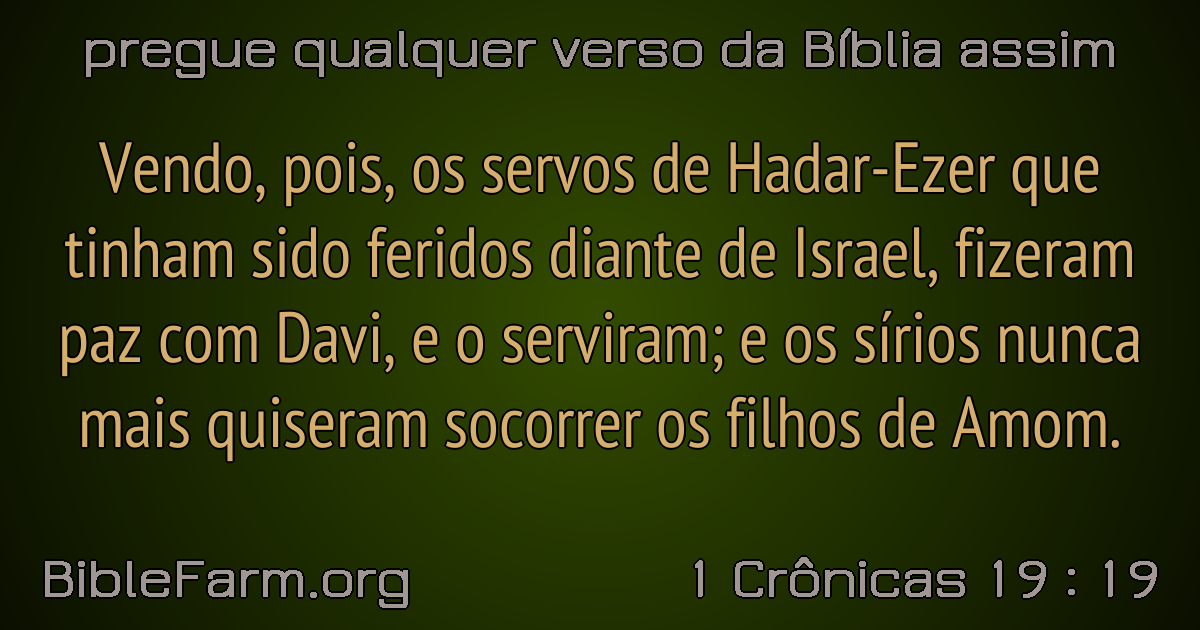 pregue qualquer verso da Bíblia assim
Vendo, pois, os servos de Hadar-Ezer que
tinham sido feridos diante de Israel, fizeram
paz com Davi, e o serviram; e os sírios nunca
mais quiseram socorrer os filhos de Amom.
BibleFarm.org
1 Crônicas 19 : 19